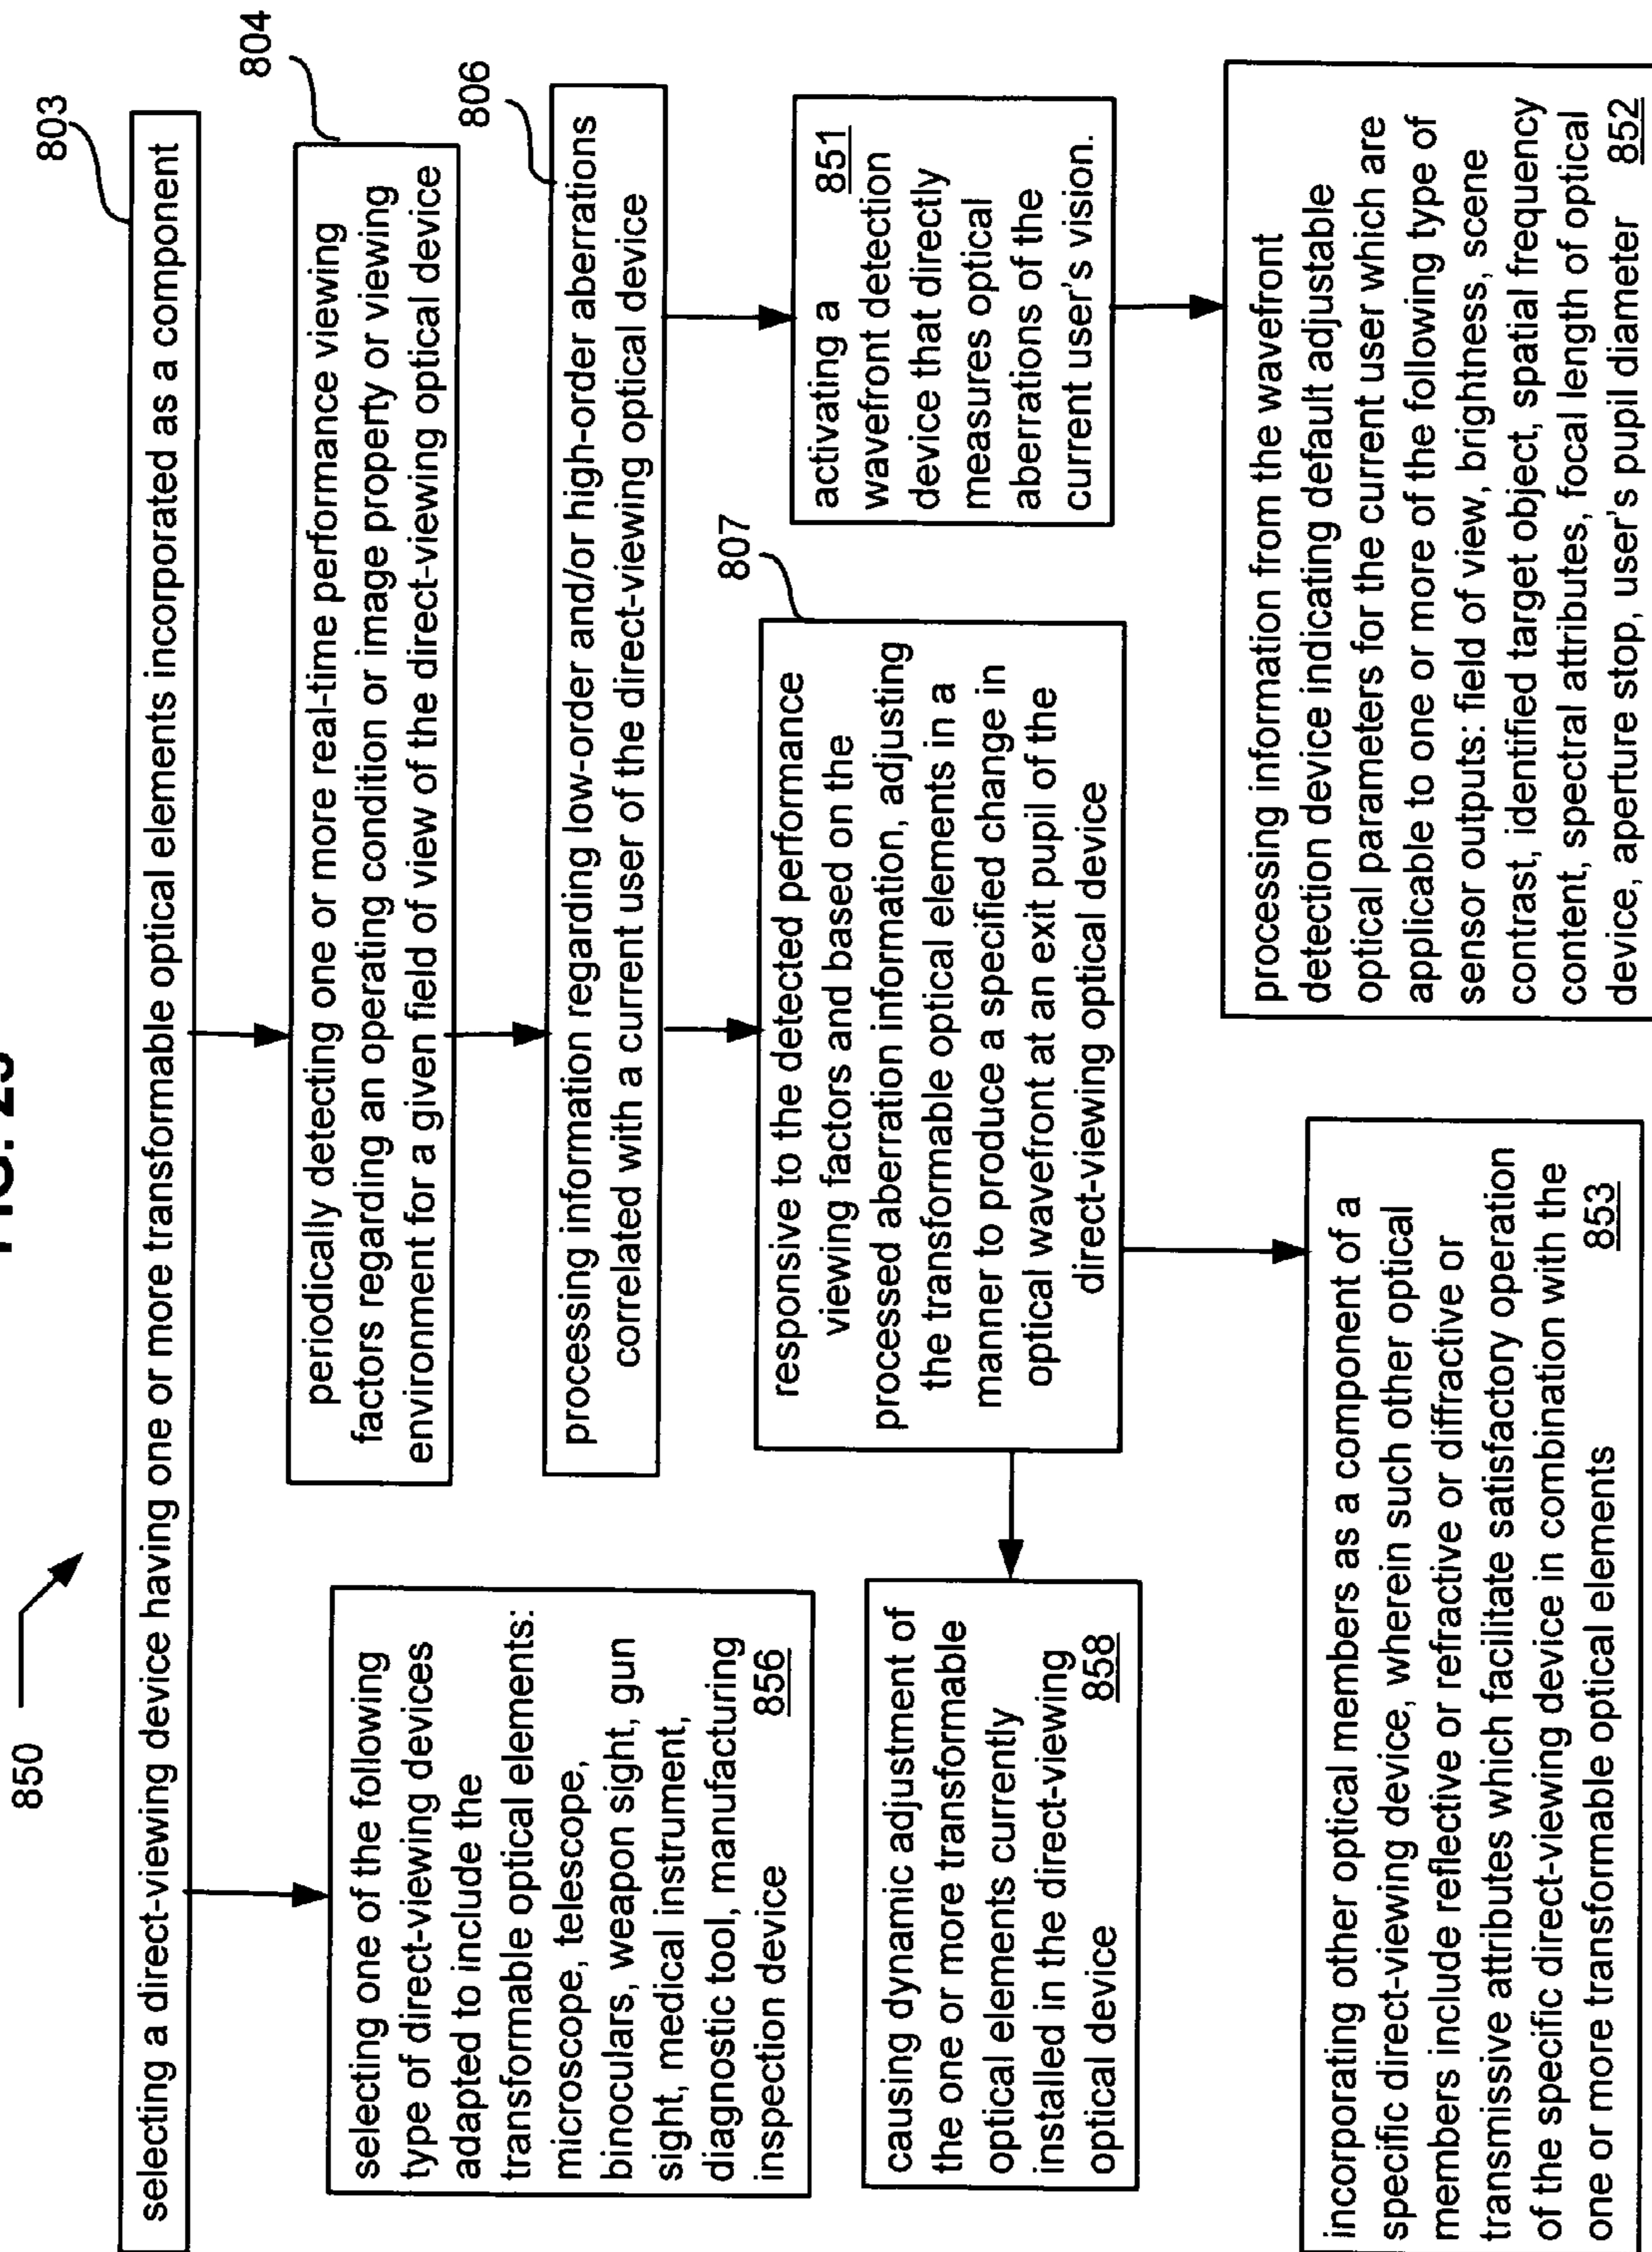 FIG.
850
803
selecting a direct-viewing device having one or more transformable optical elements incorporated as a component
804
periodically detecting one or more real-time performance viewing
factors regarding an operating condition or image property or viewing
environment for a given field of view of the direct-viewing optical device
806
processing information regarding low-order and/or high-order aberrations
correlated with a current user of the direct-viewing optical device
selecting one of the following
type of direct-viewing devices
adapted to include the
transformable optical elements:
microscope, telescope,
binoculars, weapon sight, gun
sight, medical instrument,
diagnostic tool, manufacturing
inspection device 856
807
responsive to the detected performance
viewing factors and based on the
processed aberration information, adjusting
the transformable optical elements in a
manner to produce a specified change in
optical wavefront at an exit pupil of the
direct-viewing optical device
activating a 851
wavefront detection
device that directly
measures optical
aberrations of the
current user's vision.
causing dynamic adjustment of
the one or more transformable
optical elements currently
installed in the direct-viewing
optical device 858
incorporating other optical members as a component of a
specific direct-viewing device, wherein such other optical
members include reflective or refractive or diffractive or
transmissive attributes which facilitate satisfactory operation
of the specific direct-viewing device in combination with the
one or more transformable optical elements 853
processing information from the wavefront
detection device indicating default adjustable
optical parameters for the current user which are
applicable to one or more of the following type of
sensor outputs: field of view, brightness, scene
contrast, identified target object, spatial frequency
content, spectral attributes, focal length of optical
device, aperture stop, user's pupil diameter 852